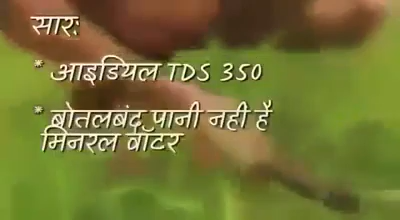 सारः
* आइडियल TDS 350
* बोतलबंद पानी नही है
मिनरल वॉटर